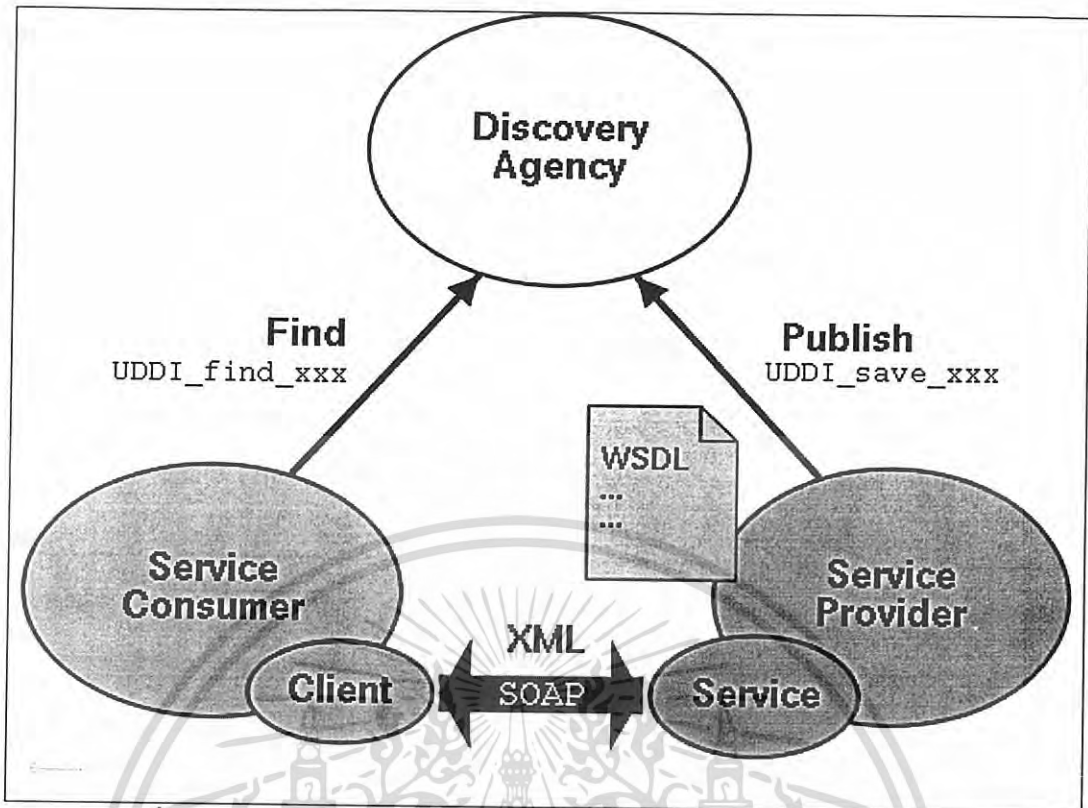 Discovery
Agency
Find
UDDI_find_xxx
Publish
UDDI_save_xxx
WSDL
...
...
Service
Consumer
Service
Provider
XML
Client
SOAP
Service